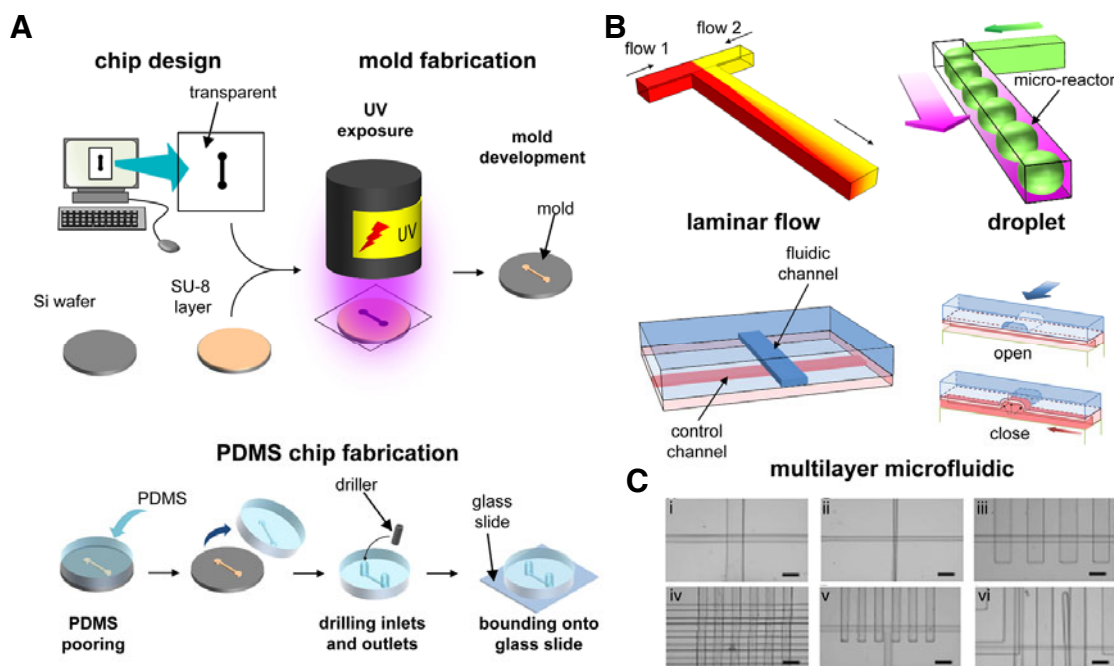 A
chip design
transparent
mold fabrication
UV
exposure
mold
development
mold
UV
Si wafer
SU-8
layer
PDMS chip fabrication
PDMS
driller
glass
slide
PDMS
pooring
drilling inlets
and outlets
bounding onto
glass slide
B
flow 1
flow 2
micro-reactor
laminar flow
droplet
fluidic
channel
control
channel
open
close
multilayer microfluidic
C
i
ii
iii
iv
v
vi